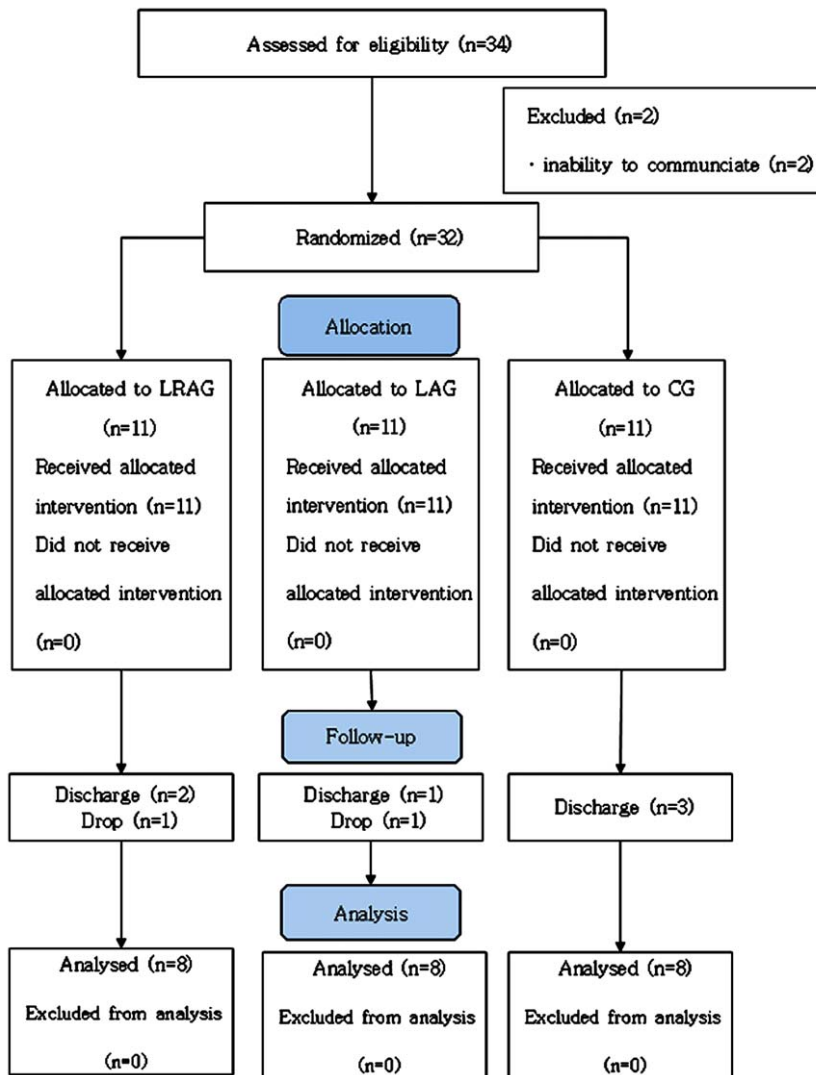 Assessed for eligibility (n=34)
Excluded (n=2)
· inability to communciate (n=2)
Randomized (n=32)
Allocation
Allocated to LRAG
(n=11)
Received allocated
intervention (n=11)
Did not receive
allocated intervention
(n=0)
Allocated to LAG
(n=11)
Received allocated
intervention (n=11)
Did not receive
allocated intervention
(n=0)
Allocated to CG
(n=11)
Received allocated
intervention (n=11)
Did not receive
allocated intervention
(n=0)
Follow-up
Discharge (n=2)
Drop (n=1)
Discharge (n=1)
Drop (n=1)
Discharge (n=3)
Analysis
Analysed (n=8)
Excluded from analysis
(n=0)
Analysed (n=8)
Excluded from analysis
(n=0)
Analysed (n=8)
Excluded from analysis
(n=0)